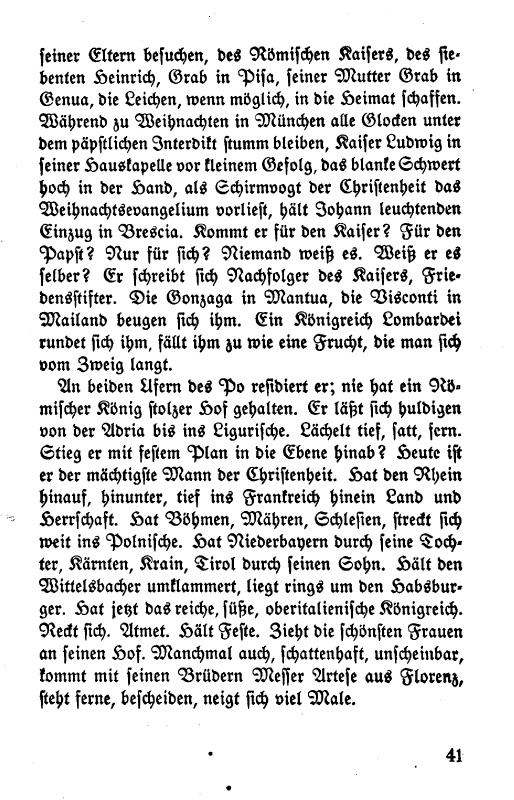 seiner Eltern besuchen, des Römischen Kaisers, des sie-
benten Heinrich, Grab in Pisa, seiner Mutter Grab in
Genua, die Leichen, wenn möglich, in die Heimat schaffen.
Während zu Weihnachten in München alle Glocken unter
dem päpstlichen Interdikt stumm bleiben, Kaiser Ludwig in
seiner Hauskapelle vor kleinem Gefolg, das blanke Schwert
hoch in der Hand, als Schirmvogt der Christenheit das
Weihnachtsevangelium vorliest, hält Johann leuchtenden
Einzug in Brescia. Kommt er für den Kaiser? Für den
Papst? Nur für sich? Niemand weiß es. Weiß er es
selber? Er schreibt sich Nachfolger des Kaisers, Frie-
densstifter. Die Gonzaga in Mantua, die Visconti in
Mailand beugen sich ihm. Ein Königreich Lombardei
rundet sich ihm, fällt ihm zu wie eine Frucht, die man sich
vom Zweig langt.
An beiden Ufern des Po residiert er; nie hat ein Rö-
mischer König stolzer Hof gehalten. Er läßt sich huldigen
von der Adria bis ins Ligurische. Lächelt tief, satt, fern.
Stieg er mit festem Plan in die Ebene hinab? Heute ist
er der mächtigste Mann der Christenheit. Hat den Rhein
hinauf, hinunter, tief ins Frankreich hinein Land und
Herrschaft. Hat Böhmen, Mähren, Schlesien, streckt sich
weit ins Polnische. Hat Niederbayern durch seine Toch-
ter, Kärnten, Krain, Tirol durch seinen Sohn. Hält den
Wittelsbacher umklammert, liegt rings um den Habsbur-
ger. Hat jetzt das reiche, süße, oberitalienische Königreich.
Reckt sich. Atmet. Hält Feste. Zieht die schönsten Frauen
an seinen Hof. Manchmal auch, schattenhaft, unscheinbar,
kommt mit seinen Brüdern Messer Artese aus Florenz,
steht ferne, bescheiden, neigt sich viel Male.
41